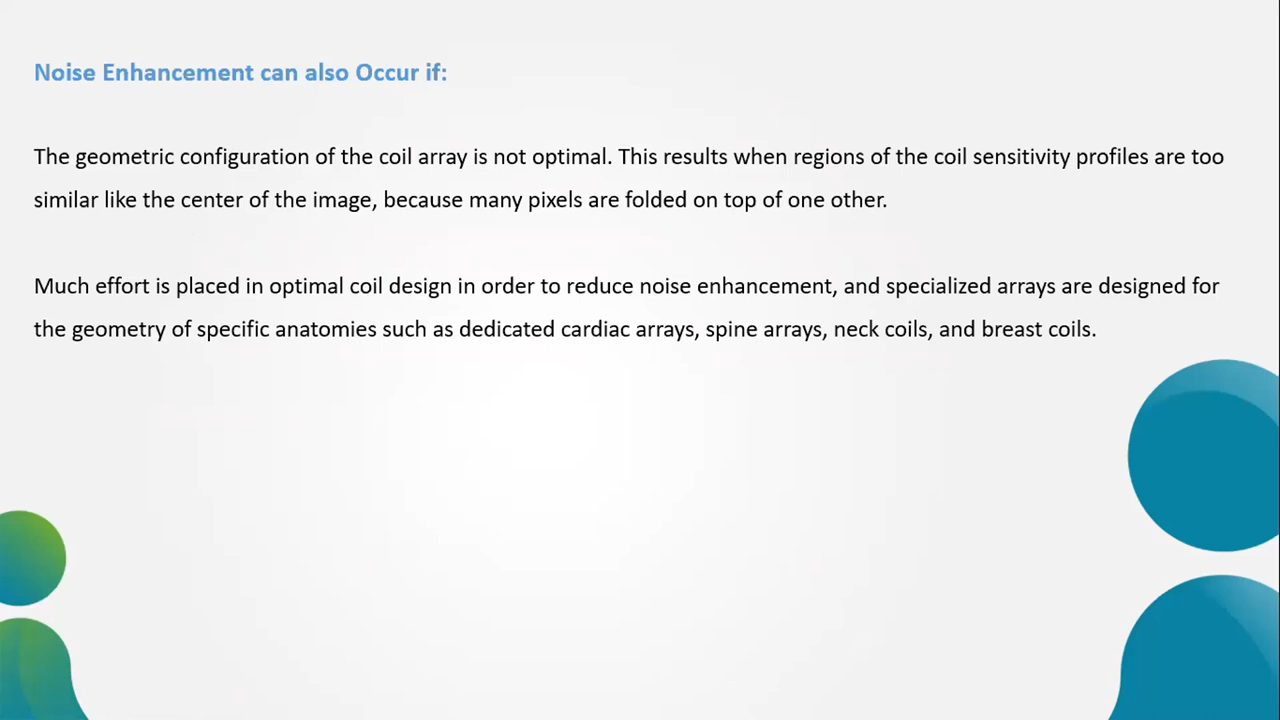 Noise Enhancement can also Occur if:
The geometric configuration of the coil array is not optimal. This results when regions of the coil sensitivity profiles are too
similar like the center of the image, because many pixels are folded on top of one other.
Much effort is placed in optimal coil design in order to reduce noise enhancement, and specialized arrays are designed for
the geometry of specific anatomies such as dedicated cardiac arrays, spine arrays, neck coils, and breast coils.